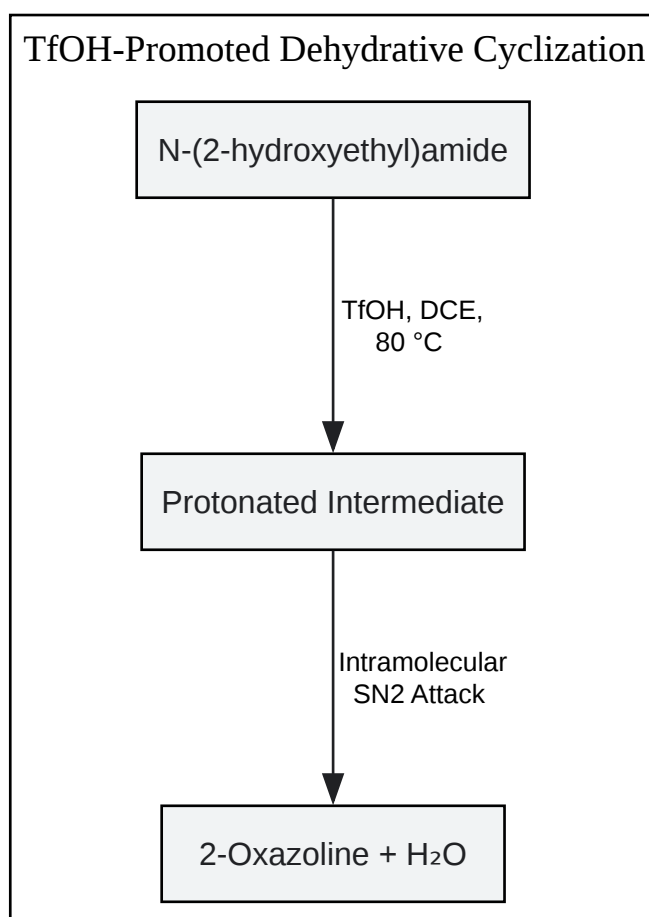 TfOH-Promoted Dehydrative Cyclization
N-(2-hydroxyethyl)amide
TfOH, DCE,
80 °C
Protonated Intermediate
Intramolecular
SN2 Attack
2-Oxazoline + H₂O